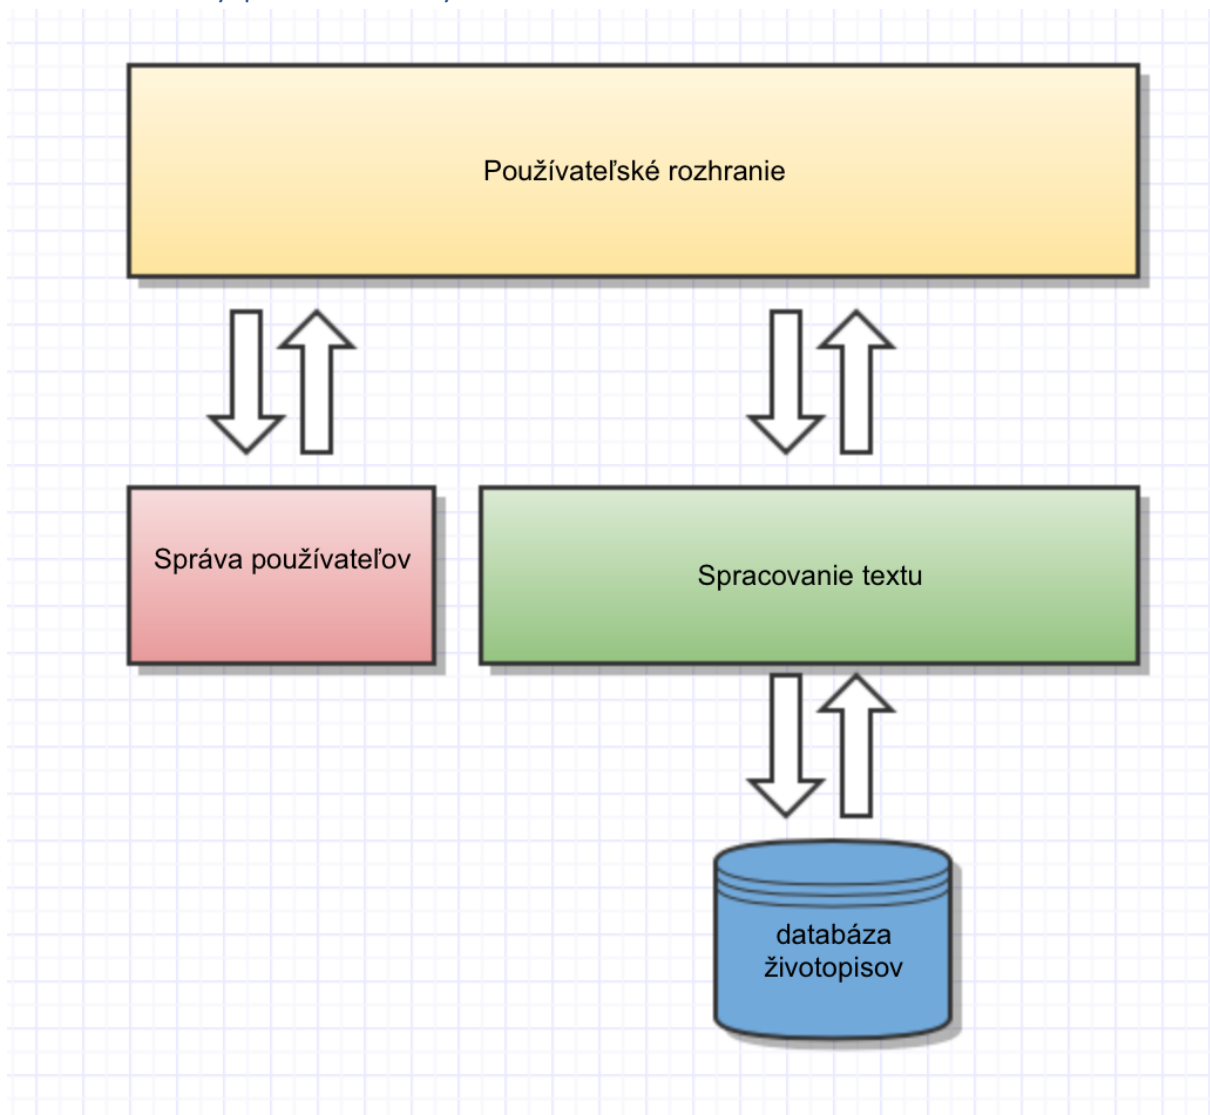 Používateľské rozhranie
Správa používateľov
Spracovanie textu
databáza
životopisov